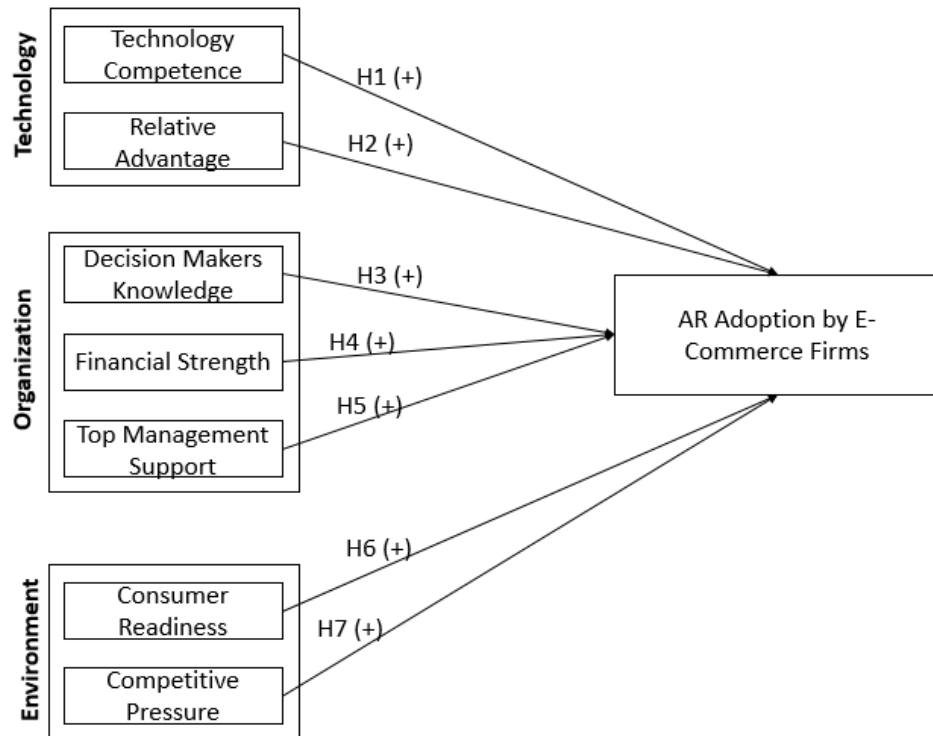 Technology
Technology
Competence
H1 (+)
Relative
Advantage
H2 (+)
Organization
Decision Makers
Knowledge
H3 (+)
Financial Strength
H4 (+)
Top Management
Support
H5 (+)
AR Adoption by E-
Commerce Firms
Environment
Consumer
Readiness
H6 (+)
Competitive
Pressure
H7 (+)